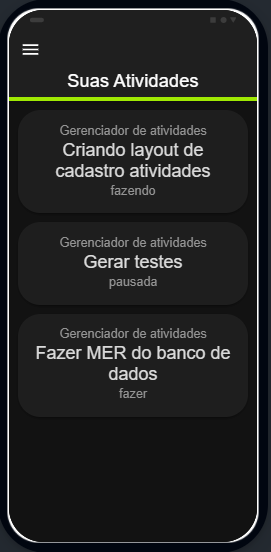 Suas Atividades
Gerenciador de atividades
Criando layout de
cadastro atividades
fazendo
Gerenciador de atividades
Gerar testes
pausada
Gerenciador de atividades
Fazer MER do banco de
dados
fazer